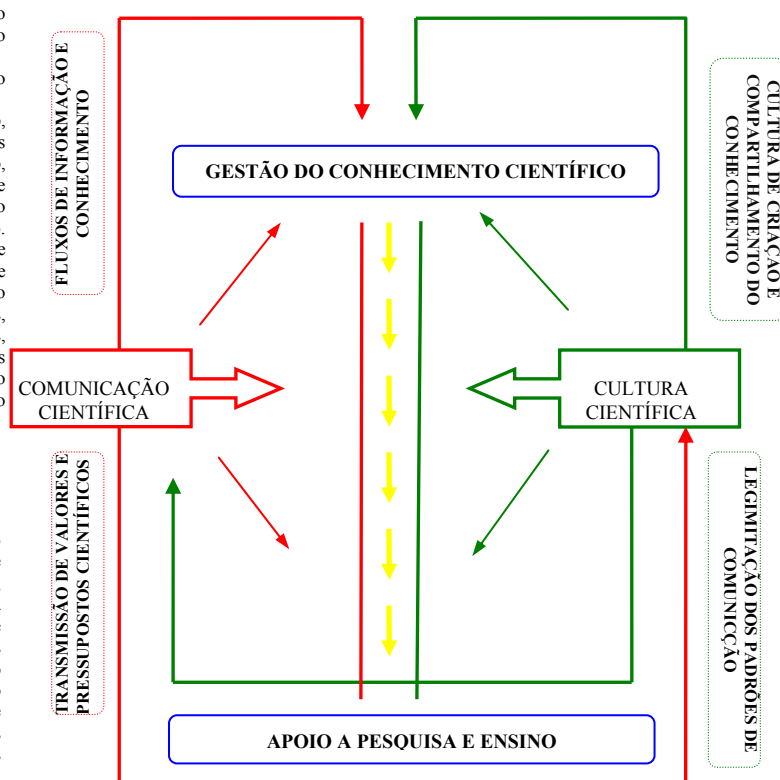 FLUXOS DE INFORMAÇÃO E
CONHECIMENTO
CULTURA DE CRIAÇAO E
COMPARTILHAMENTO DO
CONHECIMENTO
GESTÃO DO CONHECIMENTO CIENTÍFICO
COMUNICAÇÃO
CIENTÍFICA
CULTURA
CIENTÍFICA
TRANSMISSÃO DE VALORES E
PRESSUPOSTOS CIENTÍFICOS
LEGIMITAÇÃO DOS PADRÕES DE
COMUNICÇÃO
APOIO A PESQUISA E ENSINO